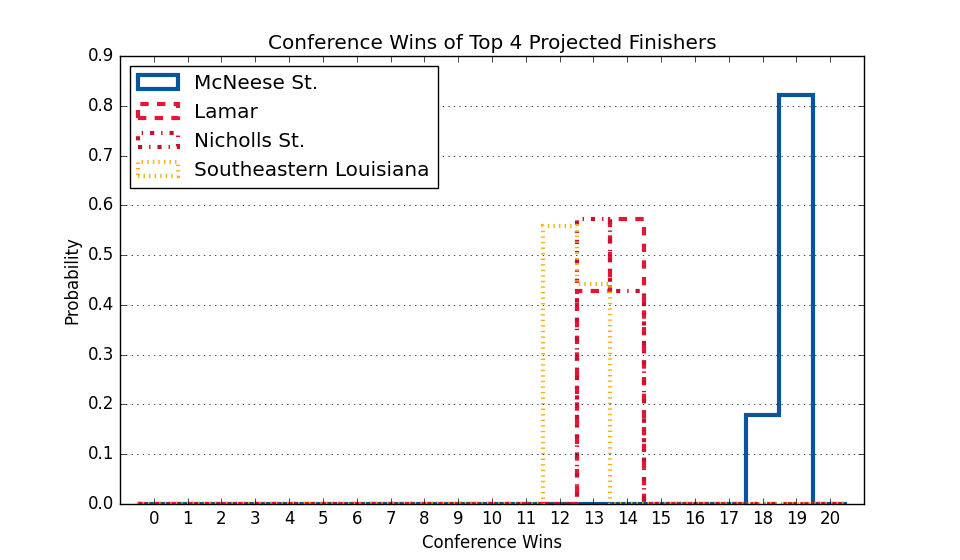 Conference Wins of Top 4 Projected Finishers
0.9
0.8
0.7
0.6
0.5
0.4
0.3
0.2
0.1
0.0
Probability
McNeese St.
Lamar
Nicholls St.
Southeastern Louisiana
0 1 2 3 4 5 6 7 8 9 10 11 12 13 14 15 16 17 18 19 20
Conference Wins